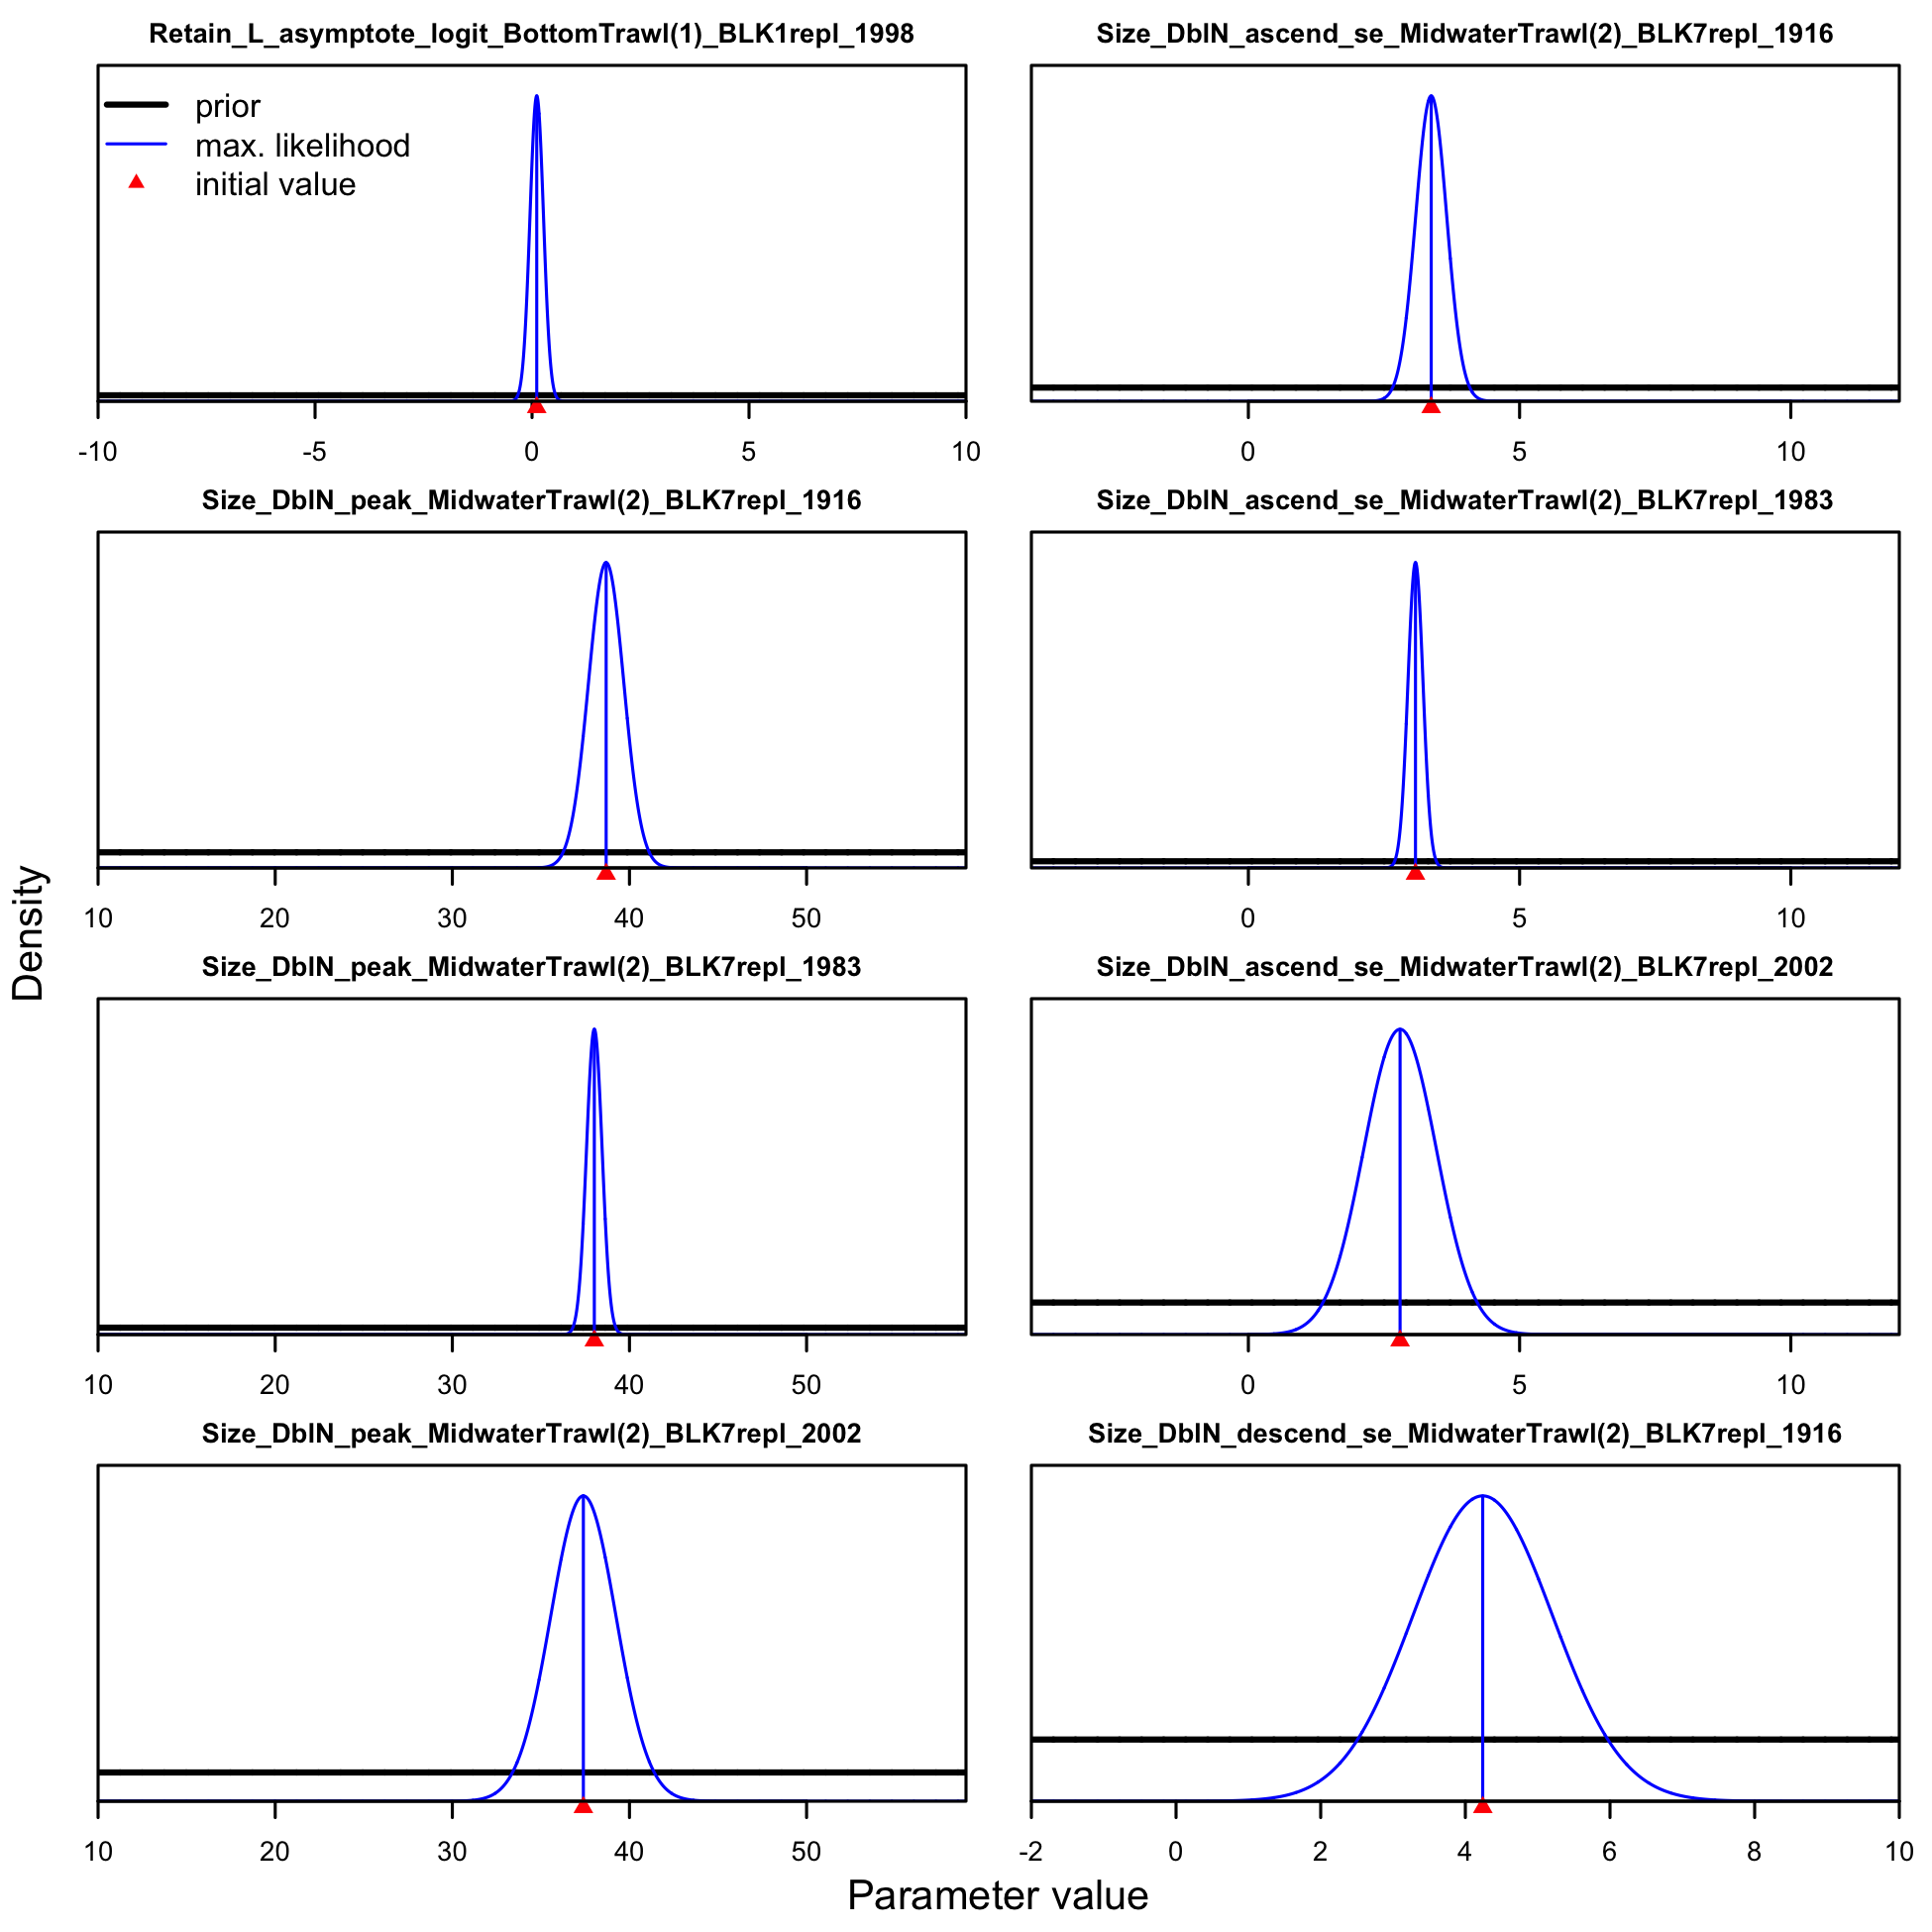 Retain_L_asymptote_logit_BottomTrawl(1)_BLK1repl_1998
prior
max. likelihood
initial value
-10 -5 0 5 10
Size_DblN_ascend_se_MidwaterTrawl(2)_BLK7repl_1916
0 5 10
Size_DblN_peak_MidwaterTrawl(2)_BLK7repl_1916
10 20 30 40 50
Size_DblN_ascend_se_MidwaterTrawl(2)_BLK7repl_1983
0 5 10
Size_DblN_peak_MidwaterTrawl(2)_BLK7repl_1983
10 20 30 40 50
Size_DblN_ascend_se_MidwaterTrawl(2)_BLK7repl_2002
0 5 10
Size_DblN_peak_MidwaterTrawl(2)_BLK7repl_2002
10 20 30 40 50
Size_DblN_descend_se_MidwaterTrawl(2)_BLK7repl_1916
-2 0 2 4 6 8 10
Density
Parameter value